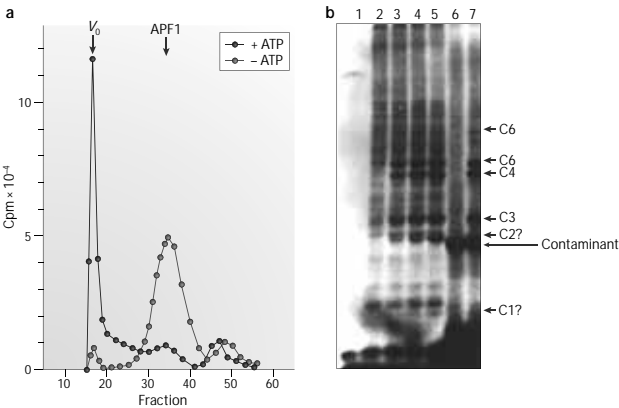 a
V0
APF1
+ ATP
– ATP
Cpm × 10–4
10
5
0
10 20 30 40 50 60
Fraction
b
1 2 3 4 5 6 7
C6
C6
C4
C3
C2?
Contaminant
C1?